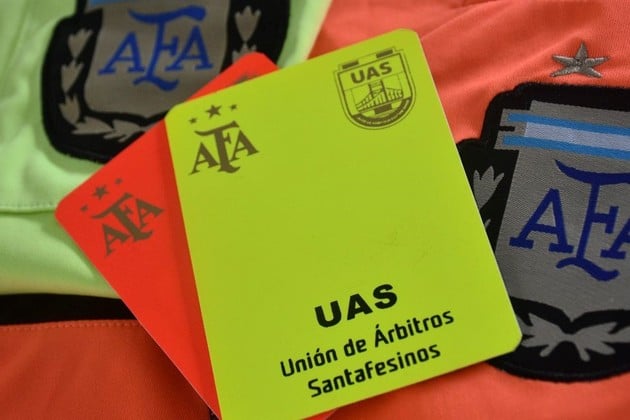 AFA
UAS
AFA
AFA
AFA
UAS
Unión de Árbitros
Santafesinos